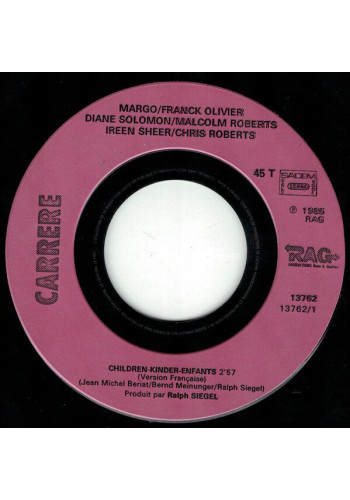 MARGO/FRANCK OLIVIER
DIANE SOLOMON/MALCOLM ROBERTS
IREEN SHEER/CHRIS ROBERTS
45 T
SACEM
℗ 1985
RAG
CARRERE
RAG
13762
13762/1
CHILDREN-KINDER-ENFANTS 2'57
(Version Française)
(Jean Michel Beriat/Bernd Meinunger/Ralph Siegel)
Produit par Ralph SIEGEL